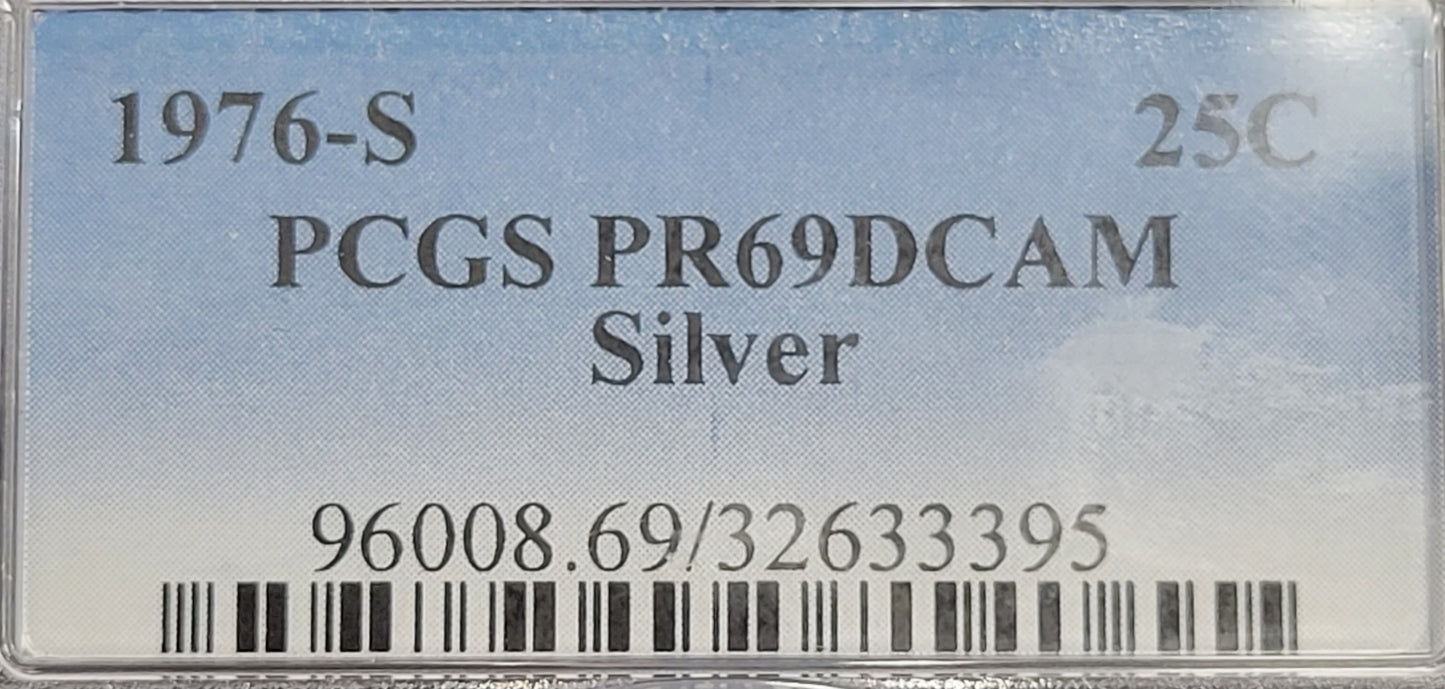 1976-S 25C
PCGS PR69DCAM
Silver
96008.69/32633395